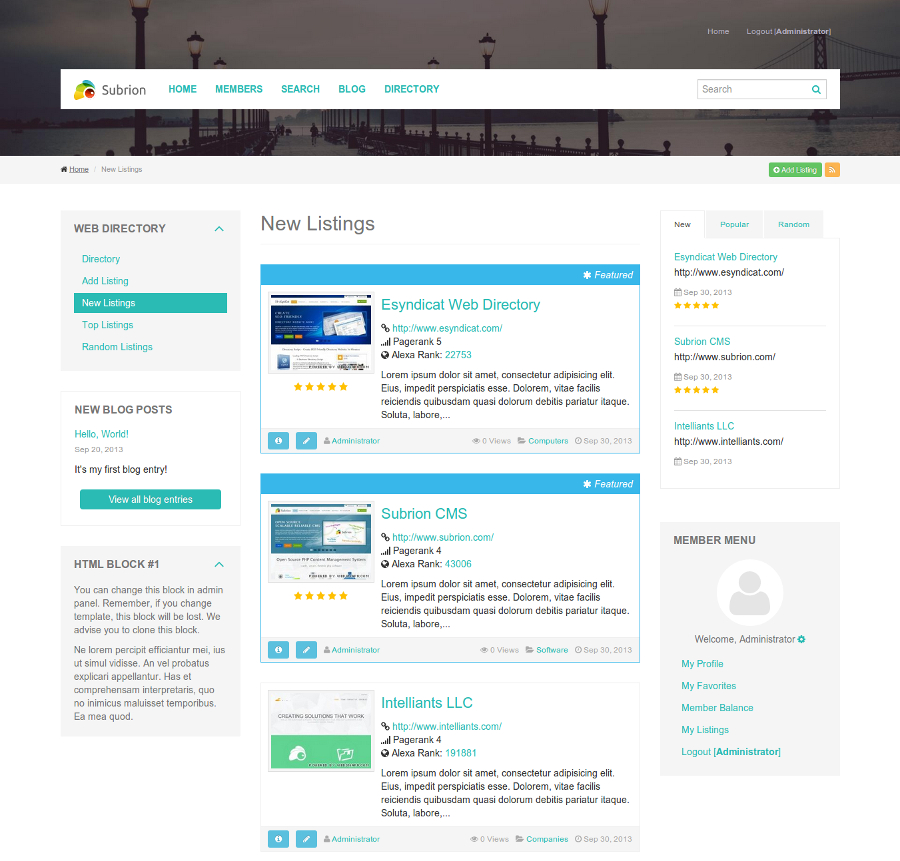 Home Logout [Administrator]
Subrion HOME MEMBERS SEARCH BLOG DIRECTORY Search
Home / New Listings Add Listing
WEB DIRECTORY
Directory
Add Listing
New Listings
Top Listings
Random Listings
NEW BLOG POSTS
Hello, World!
Sep 20, 2013
It's my first blog entry!
View all blog entries
HTML BLOCK #1
You can change this block in admin
panel. Remember, if you change
template, this block will be lost. We
advise you to clone this block.
Ne lorem percipit efficiantur mei, ius
ut simul vidisse. An vel probatus
explicari appellantur. Has et
comprehensam interpretaris, quo
no inimicus maluisset temporibus.
Ea mea quod.
New Listings
Featured
Esyndicat Web Directory
http://www.esyndicat.com/
Pagerank 5
Alexa Rank: 22753
Lorem ipsum dolor sit amet, consectetur adipisicing elit.
Eius, impedit perspiciatis esse. Dolorem, vitae facilis
reiciendis quibusdam quasi dolorum debitis pariatur itaque.
Soluta, labore,...
Administrator 0 Views Computers Sep 30, 2013
Featured
Subrion CMS
http://www.subrion.com/
Pagerank 4
Alexa Rank: 43006
Open Source PHP Content Management System
Lorem ipsum dolor sit amet, consectetur adipisicing elit.
Eius, impedit perspiciatis esse. Dolorem, vitae facilis
reiciendis quibusdam quasi dolorum debitis pariatur itaque.
Soluta, labore,...
Administrator 0 Views Software Sep 30, 2013
CREATING SOLUTIONS THAT WORK
Intelliants LLC
http://www.intelliants.com/
Pagerank 4
Alexa Rank: 191881
Lorem ipsum dolor sit amet, consectetur adipisicing elit.
Eius, impedit perspiciatis esse. Dolorem, vitae facilis
reiciendis quibusdam quasi dolorum debitis pariatur itaque.
Soluta, labore,...
Administrator 0 Views Companies Sep 30, 2013
New Popular Random
Esyndicat Web Directory
http://www.esyndicat.com/
Sep 30, 2013
Subrion CMS
http://www.subrion.com/
Sep 30, 2013
Intelliants LLC
http://www.intelliants.com/
Sep 30, 2013
MEMBER MENU
Welcome, Administrator
My Profile
My Favorites
Member Balance
My Listings
Logout [Administrator]